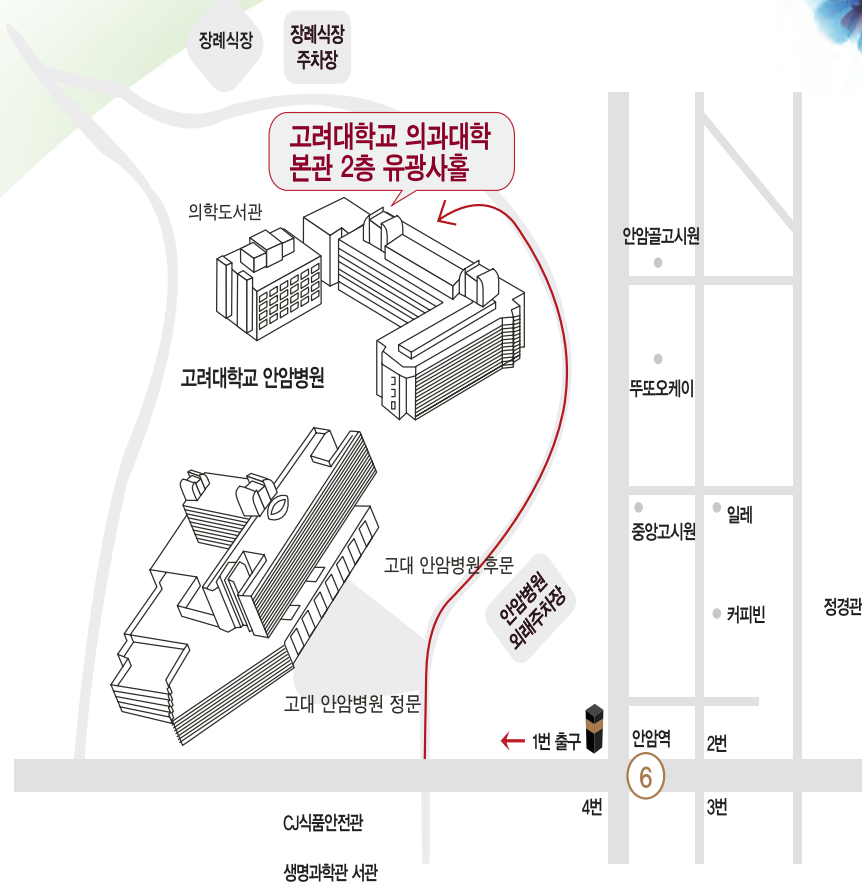 장례식장
장례식장
주차장
고려대학교 의과대학
본관 2층 유광사홀
의학도서관
안암골고시원
고려대학교 안암병원
뚜또오케이
일레
중앙고시원
고대 안암병원후문
안암병원
외래주차장
커피빈
정경관
고대 안암병원 정문
1번 출구
안암역
2번
6
4번
3번
CJ식품안전관
생명과학관 서관